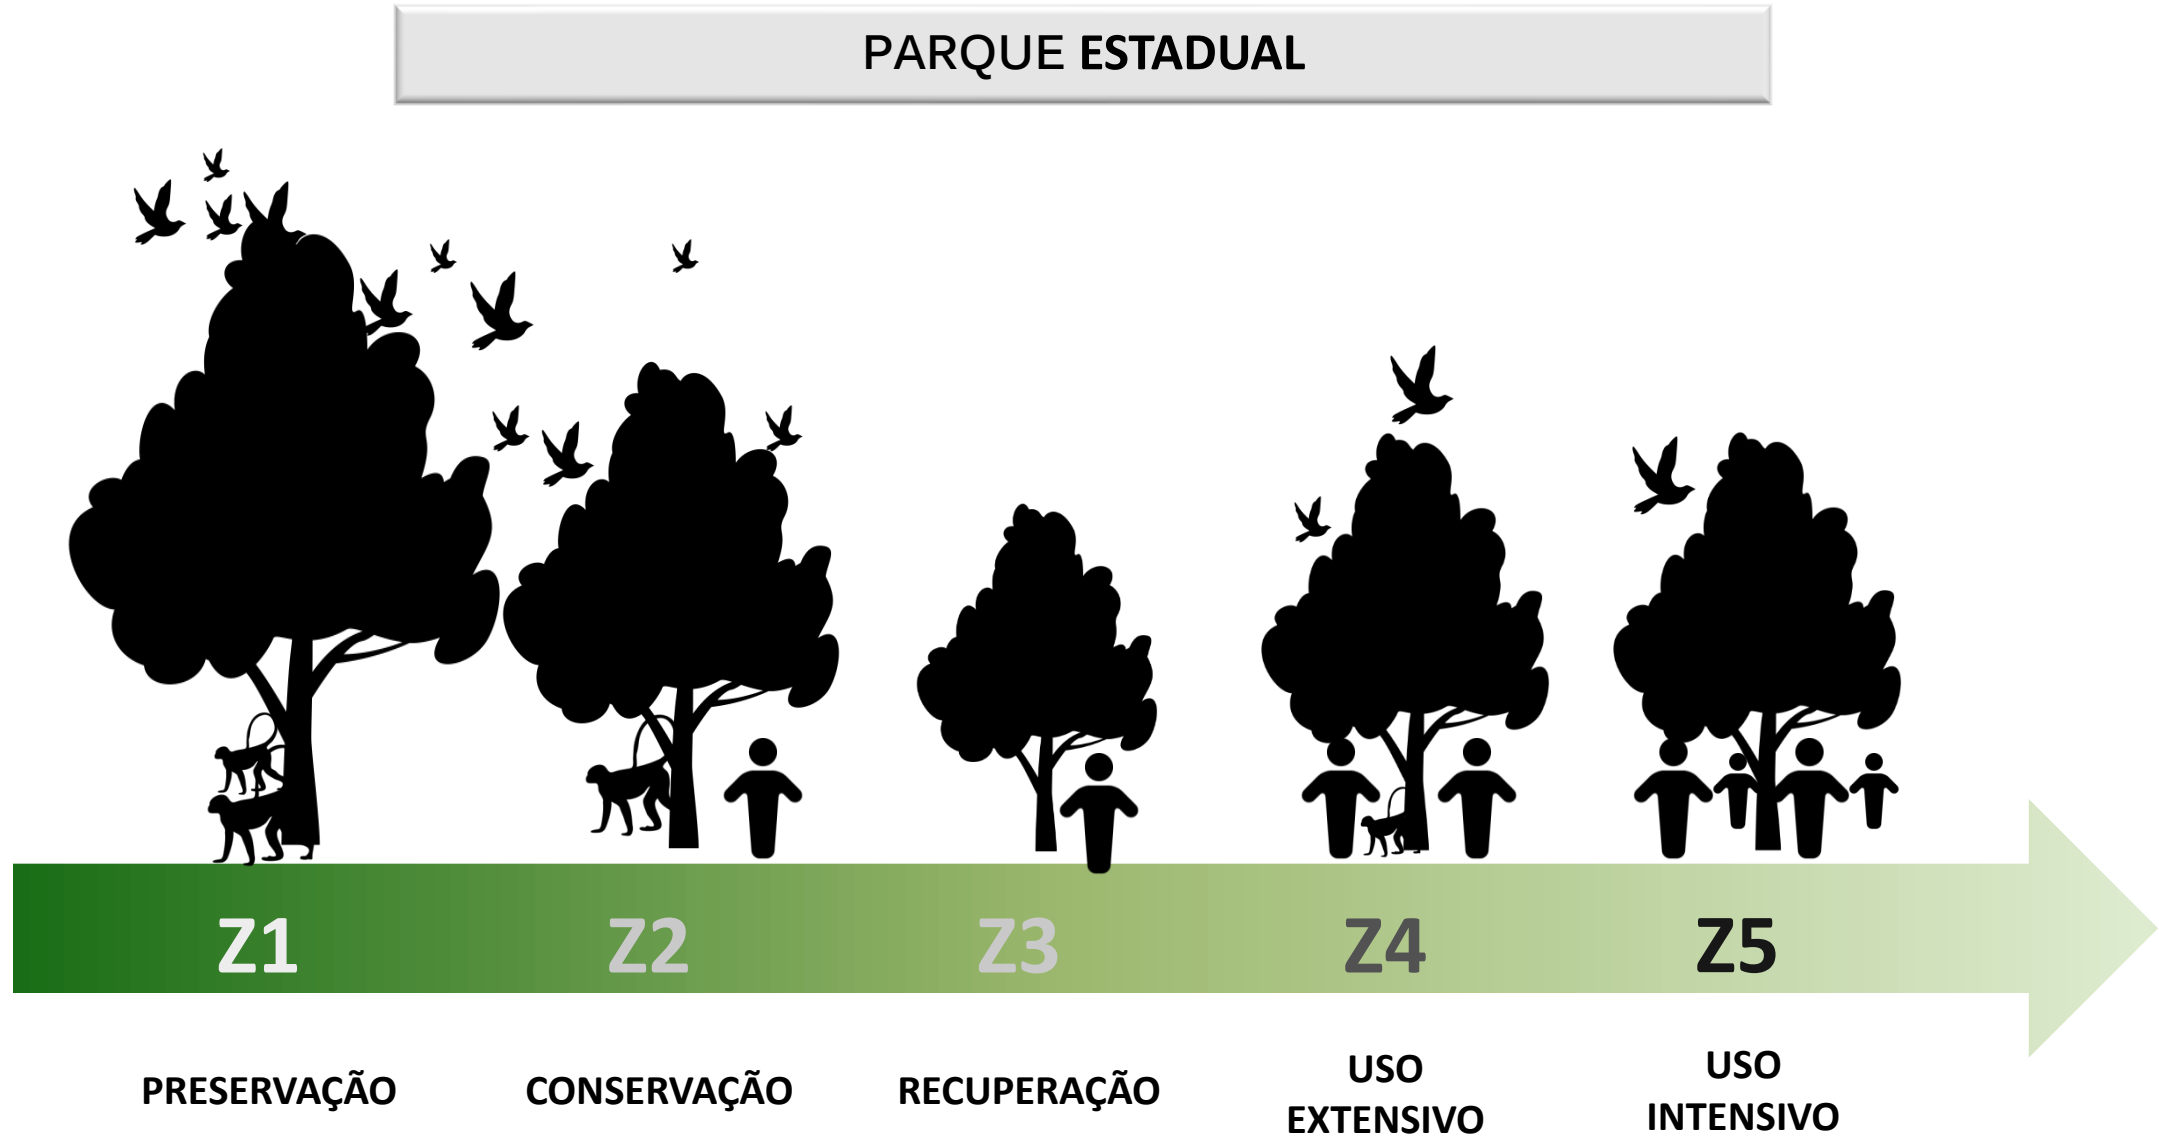 PARQUE ESTADUAL
Z1
Z2
Z3
Z4
Z5
PRESERVAÇÃO
CONSERVAÇÃO
RECUPERAÇÃO
USO
EXTENSIVO
USO
INTENSIVO